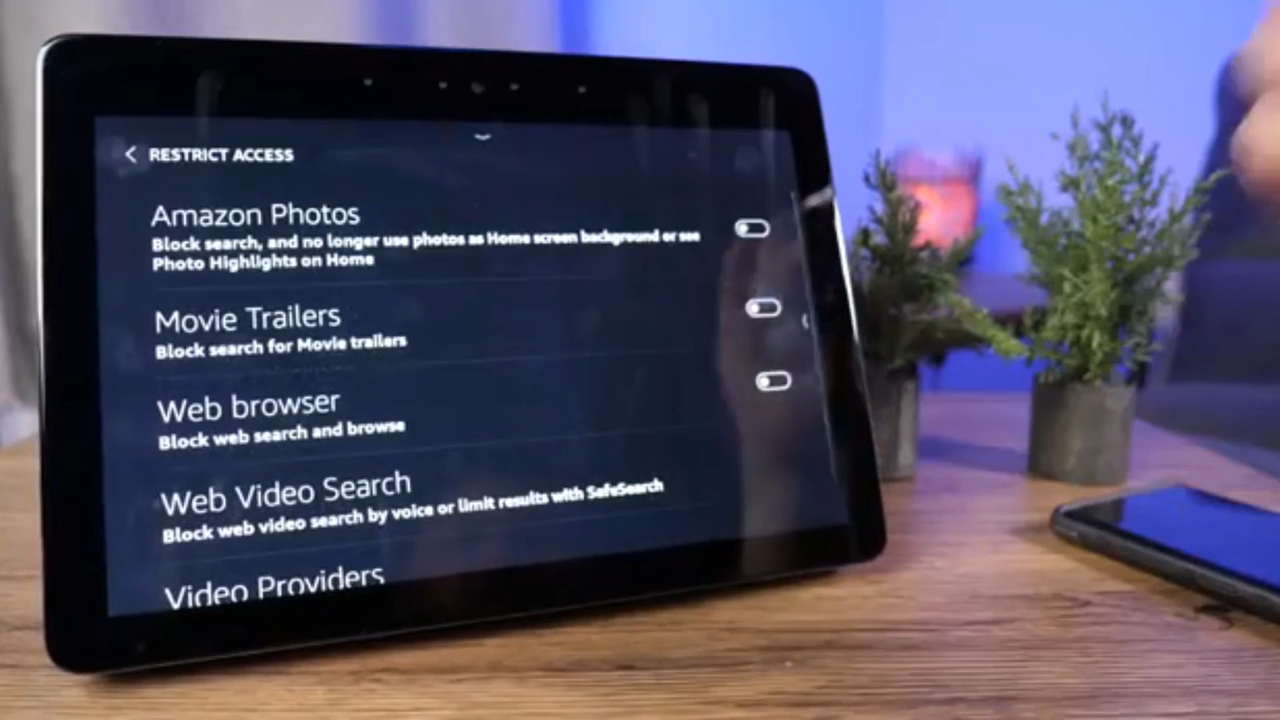 RESTRICT ACCESS
Amazon Photos
Block search, and no longer use photos as Home screen background or see
Photo Highlights on Home
Movie Trailers
Block search for Movie trailers
Web browser
Block web search and browse
Web Video Search
Block web video search by voice or limit results with SafeSearch
Video Providers